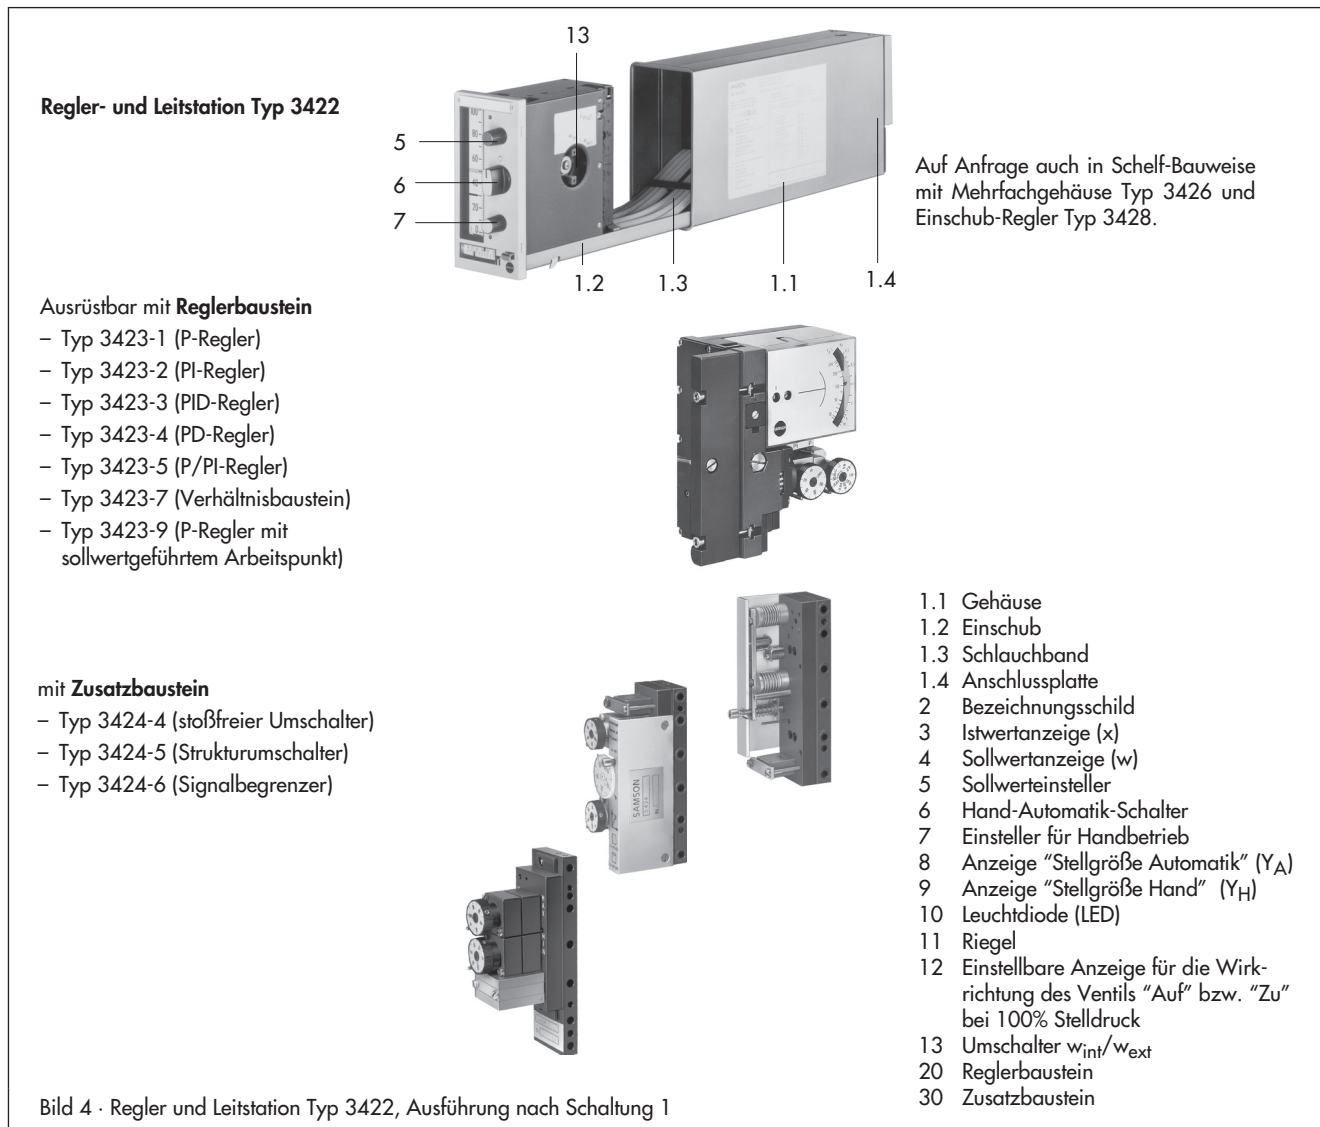 Regler- und Leitstation Typ 3422
13
5
6
7
100
80
60
40
20
0
1.2
1.3
1.1
1.4
Auf Anfrage auch in Schelf-Bauweise
mit Mehrfachgehäuse Typ 3426 und
Einschub-Regler Typ 3428.
Ausrüstbar mit Reglerbaustein
– Typ 3423-1 (P-Regler)
– Typ 3423-2 (PI-Regler)
– Typ 3423-3 (PID-Regler)
– Typ 3423-4 (PD-Regler)
– Typ 3423-5 (P/PI-Regler)
– Typ 3423-7 (Verhältnisbaustein)
– Typ 3423-9 (P-Regler mit
sollwertgeführtem Arbeitspunkt)
mit Zusatzbaustein
– Typ 3424-4 (stoßfreier Umschalter)
– Typ 3424-5 (Strukturumschalter)
– Typ 3424-6 (Signalbegrenzer)
SAMSON
1.1 Gehäuse
1.2 Einschub
1.3 Schlauchband
1.4 Anschlussplatte
2 Bezeichnungsschild
3 Istwertanzeige (x)
4 Sollwertanzeige (w)
5 Sollwerteinsteller
6 Hand-Automatik-Schalter
7 Einsteller für Handbetrieb
8 Anzeige “Stellgröße Automatik” (YA)
9 Anzeige “Stellgröße Hand” (YH)
10 Leuchtdiode (LED)
11 Riegel
12 Einstellbare Anzeige für die Wirk-
richtung des Ventils “Auf” bzw. “Zu”
bei 100% Stelldruck
13 Umschalter wint/wext
20 Reglerbaustein
30 Zusatzbaustein
Bild 4 · Regler und Leitstation Typ 3422, Ausführung nach Schaltung 1